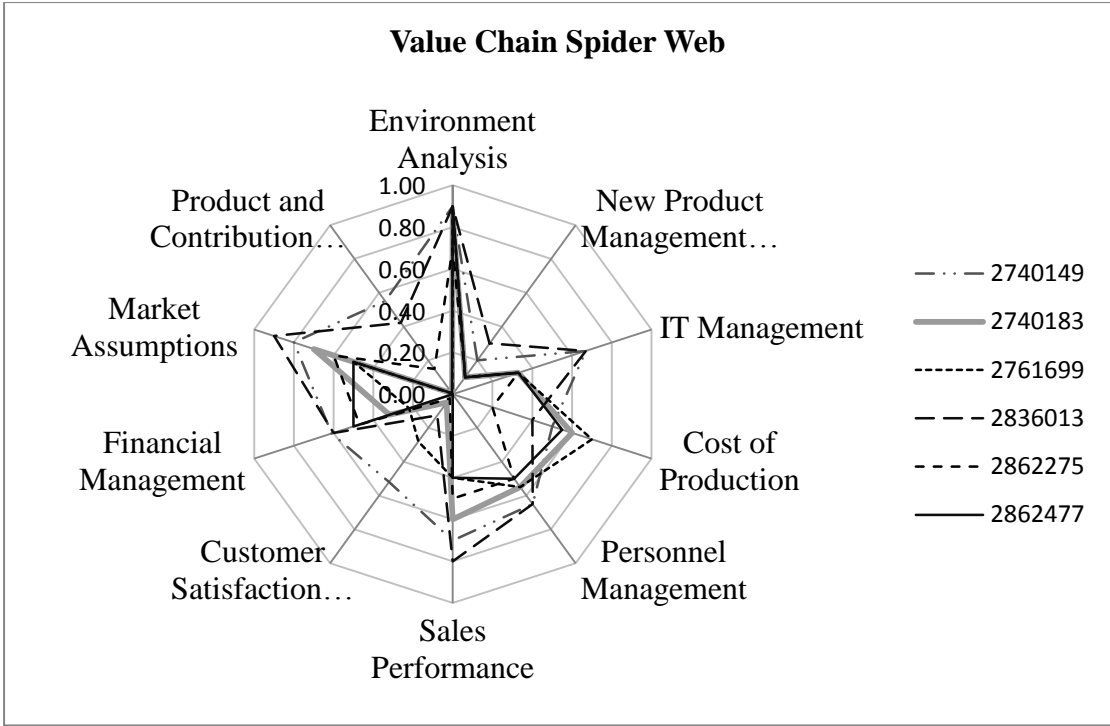 Value Chain Spider Web
Environment
Analysis
New Product
Management…
IT Management
Cost of
Production
Personnel
Management
Sales
Performance
Customer
Satisfaction…
Financial
Management
Market
Assumptions
Product and
Contribution…
1.00
0.80
0.60
0.40
0.20
0.00
2740149
2740183
2761699
2836013
2862275
2862477